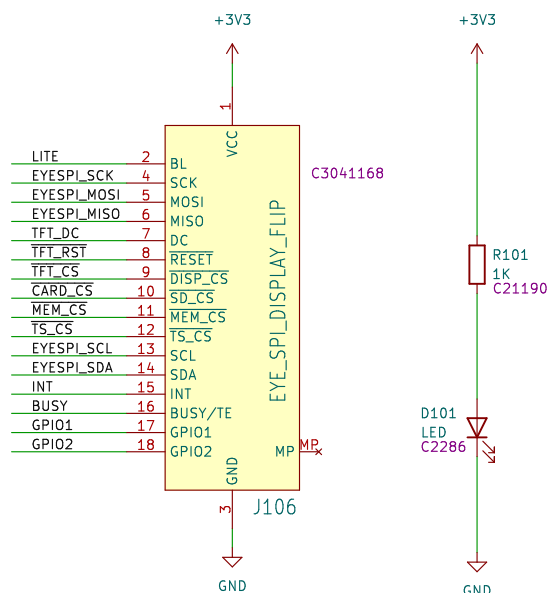 +3V3
+3V3
1
VCC
C3041168
LITE 2 BL
EYESPI_SCK 4 SCK
EYESPI_MOSI 5 MOSI
EYESPI_MISO 6 MISO
TFT_DC 7 DC
TFT_RST 8 RESET
TFT_CS 9 DISP_CS
CARD_CS 10 SD_CS
MEM_CS 11 MEM_CS
TS_CS 12 TS_CS
EYESPI_SCL 13 SCL
EYESPI_SDA 14 SDA
INT 15 INT
BUSY 16 BUSY/TE
GPIO1 17 GPIO1
GPIO2 18 GPIO2
EYE_SPI_DISPLAY_FLIP
MP MP
GND
3
J106
GND
R101
1K
C21190
D101
LED
C2286
GND